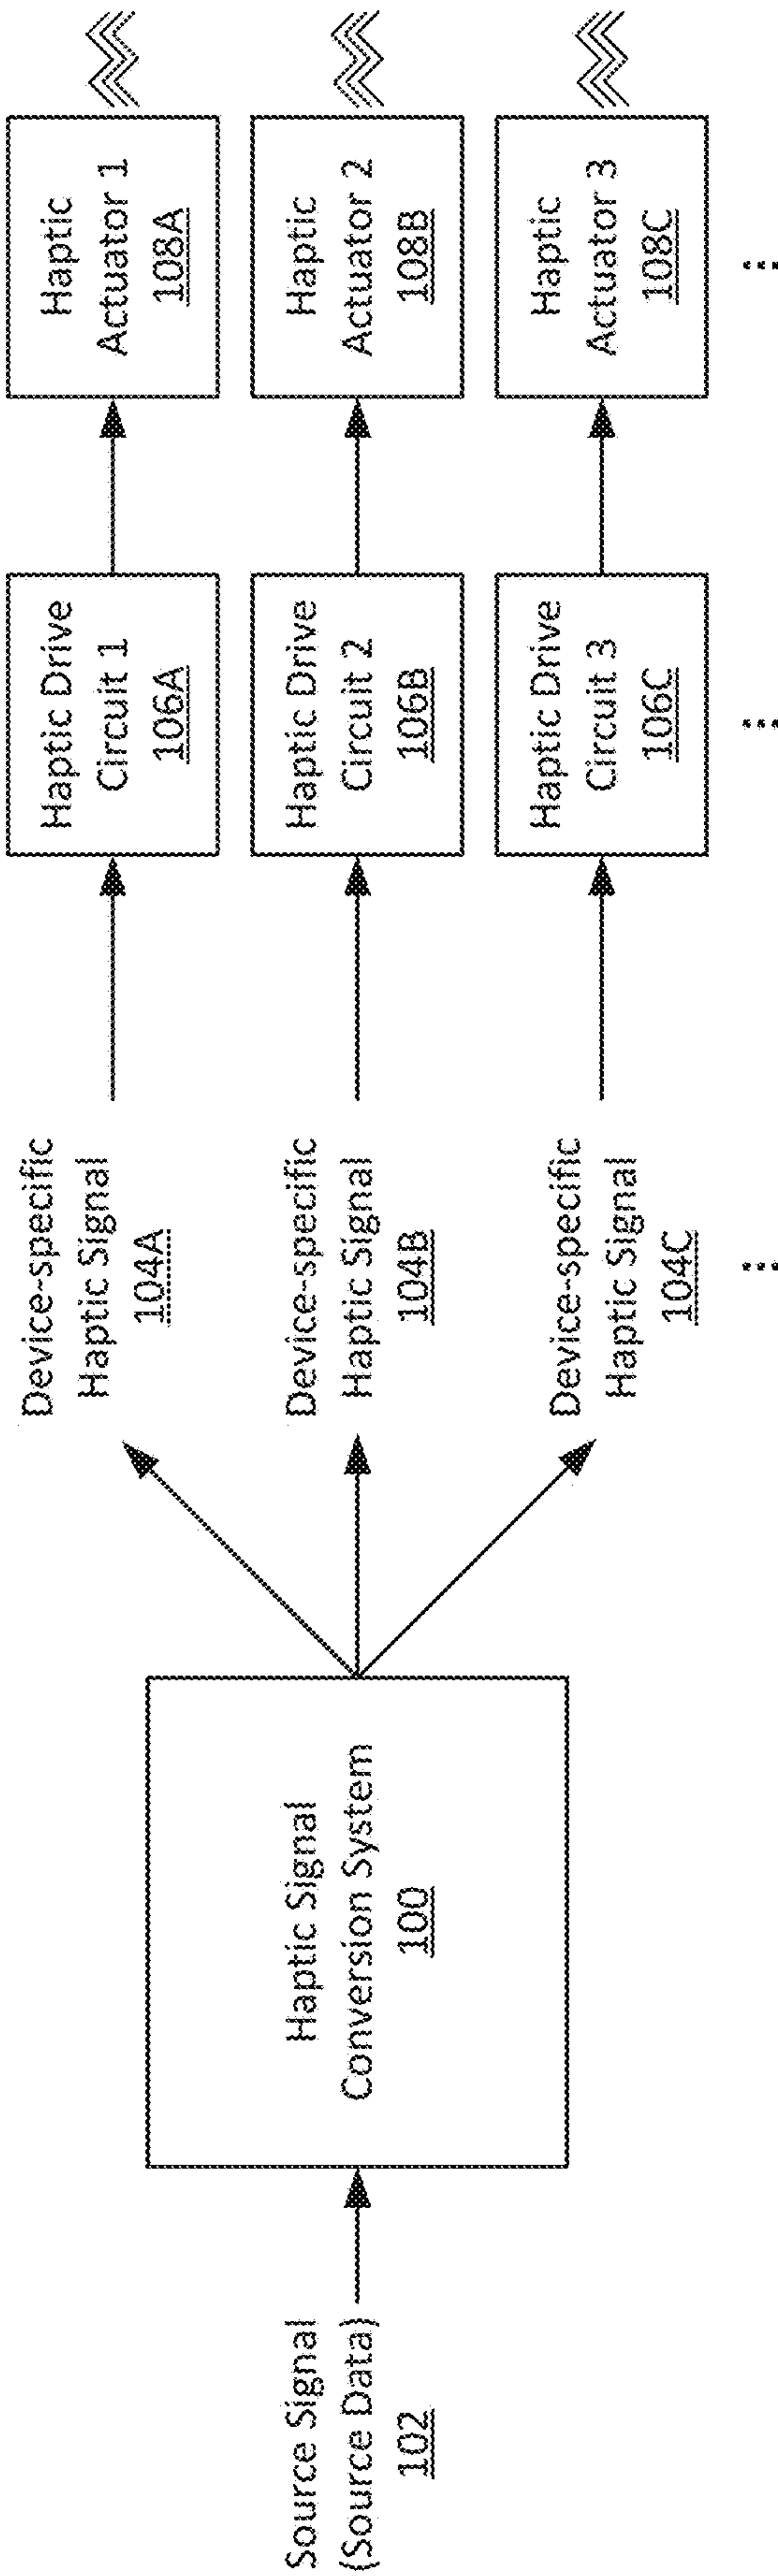 Source Signal
(Source Data)
102
Haptic Signal
Conversion System
100
Device-specific
Haptic Signal
104A
Device-specific
Haptic Signal
104B
Device-specific
Haptic Signal
104C
...
Haptic Drive
Circuit 1
106A
Haptic Drive
Circuit 2
106B
Haptic Drive
Circuit 3
106C
...
Haptic
Actuator 1
108A
Haptic
Actuator 2
108B
Haptic
Actuator 3
108C
...